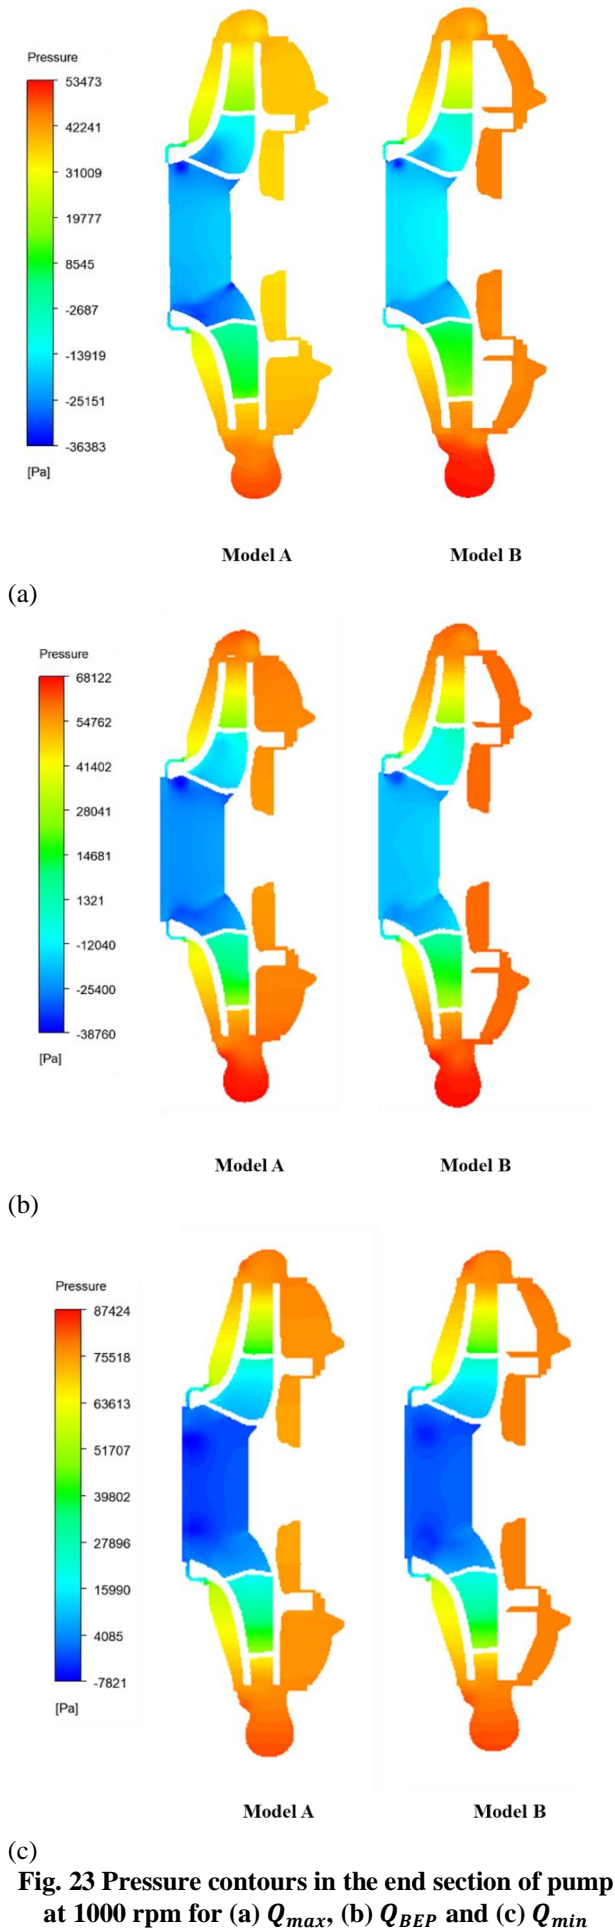 Pressure
53473
42241
31009
19777
8545
-2687
-13919
-25151
-36383
[Pa]
Model A
Model B
(a)
Pressure
68122
54762
41402
28041
14681
1321
-12040
-25400
-38760
[Pa]
Model A
Model B
(b)
Pressure
87424
75518
63613
51707
39802
27896
15990
4085
-7821
[Pa]
Model A
Model B
(c)
Fig. 23 Pressure contours in the end section of pump
at 1000 rpm for (a) Q_max, (b) Q_BEP and (c) Q_min